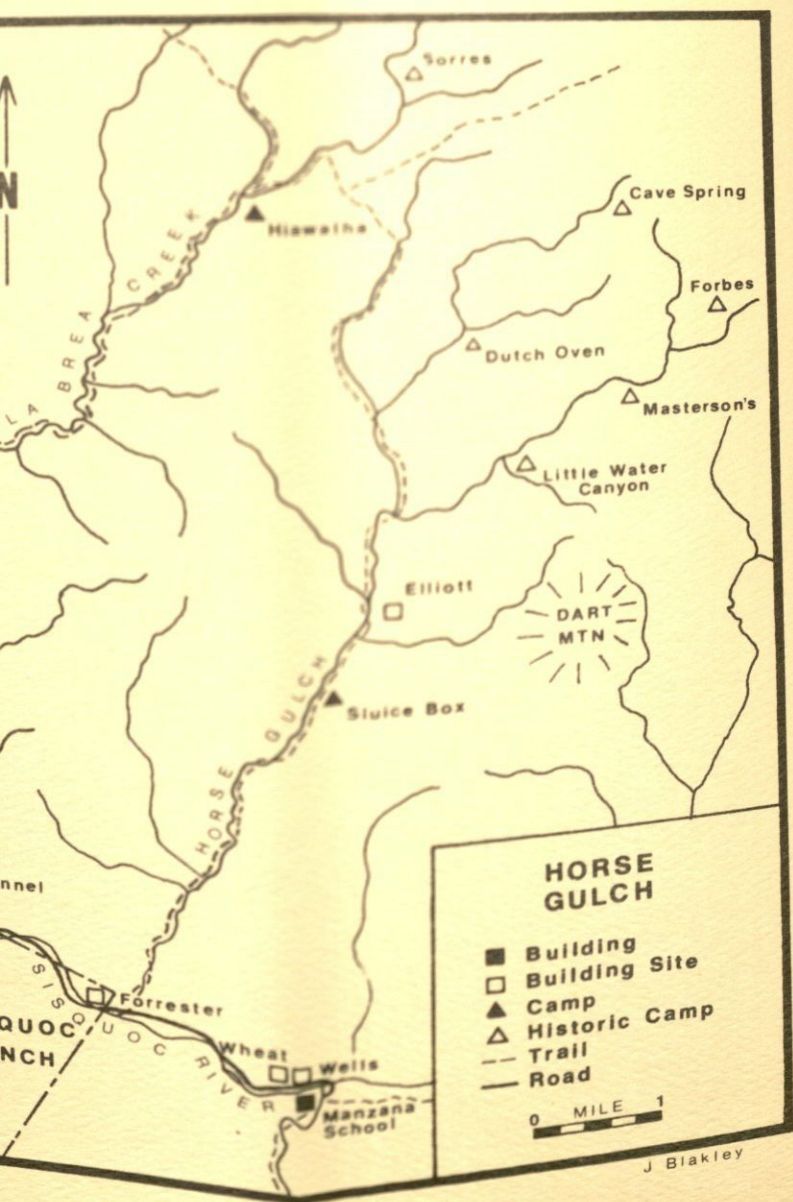 N
Sorres
Cave Spring
Hiawatha
CREEK
Forbes
LA BREA
Dutch Oven
Masterson's
Little Water
Canyon
Elliott
DART
MTN
HORSE GULCH
Sluice Box
nnel
Forrester
SISQUOC RIVER
QUOC
NCH
Wheat
Wells
Manzana
School
HORSE
GULCH
Building
Building Site
Camp
Historic Camp
Trail
Road
0 MILE 1
J Blakley